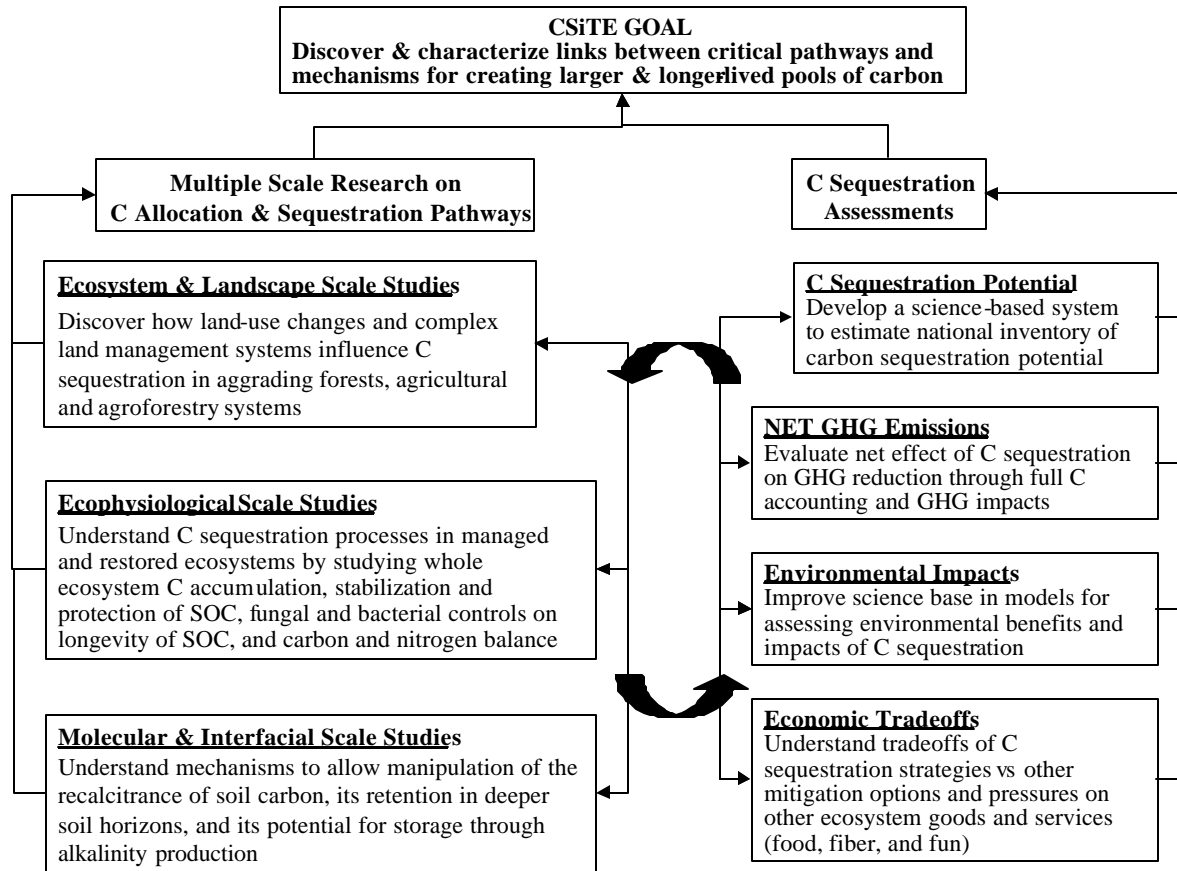 CSiTE GOAL
Discover & characterize links between critical pathways and
mechanisms for creating larger & longer-lived pools of carbon
Multiple Scale Research on
C Allocation & Sequestration Pathways
C Sequestration
Assessments
Ecosystem & Landscape Scale Studies
Discover how land-use changes and complex
land management systems influence C
sequestration in aggrading forests, agricultural
and agroforestry systems
Ecophysiological Scale Studies
Understand C sequestration processes in managed
and restored ecosystems by studying whole
ecosystem C accumulation, stabilization and
protection of SOC, fungal and bacterial controls on
longevity of SOC, and carbon and nitrogen balance
Molecular & Interfacial Scale Studies
Understand mechanisms to allow manipulation of the
recalcitrance of soil carbon, its retention in deeper
soil horizons, and its potential for storage through
alkalinity production
C Sequestration Potential
Develop a science-based system
to estimate national inventory of
carbon sequestration potential
NET GHG Emissions
Evaluate net effect of C sequestration
on GHG reduction through full C
accounting and GHG impacts
Environmental Impacts
Improve science base in models for
assessing environmental benefits and
impacts of C sequestration
Economic Tradeoffs
Understand tradeoffs of C
sequestration strategies vs other
mitigation options and pressures on
other ecosystem goods and services
(food, fiber, and fun)